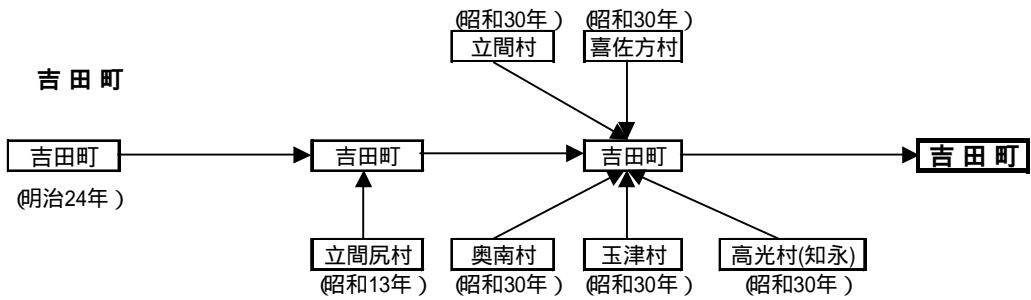 (昭和30年) (昭和30年)
立間村 喜佐方村
吉田町
吉田町 吉田町 吉田町 吉田町
(明治24年)
立間尻村 奥南村 玉津村 高光村(知永)
(昭和13年) (昭和30年) (昭和30年) (昭和30年)